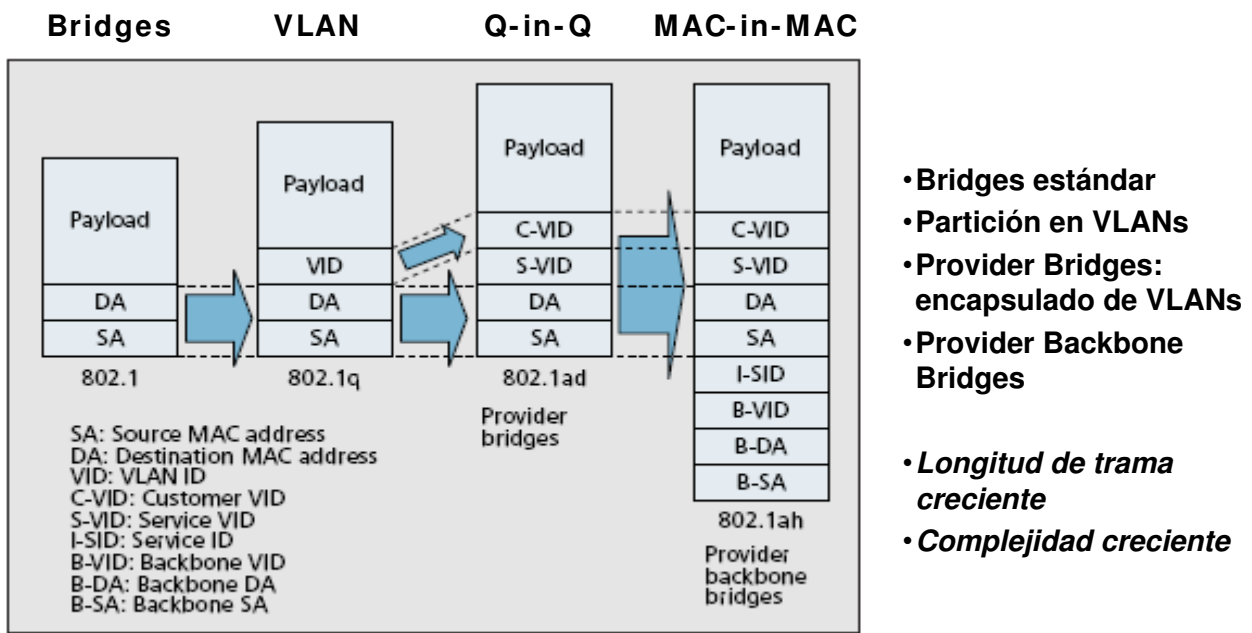 Bridges
VLAN
Q-in-Q
MAC-in-MAC
Payload
DA
SA
802.1
Payload
VID
DA
SA
802.1q
Payload
C-VID
S-VID
DA
SA
802.1ad
Provider
bridges
Payload
C-VID
S-VID
DA
SA
I-SID
B-VID
B-DA
B-SA
802.1ah
Provider
backbone
bridges
SA: Source MAC address
DA: Destination MAC address
VID: VLAN ID
C-VID: Customer VID
S-VID: Service VID
I-SID: Service ID
B-VID: Backbone VID
B-DA: Backbone DA
B-SA: Backbone SA
•Bridges estándar
•Partición en VLANs
•Provider Bridges:
encapsulado de VLANs
•Provider Backbone
Bridges
•Longitud de trama
creciente
•Complejidad creciente